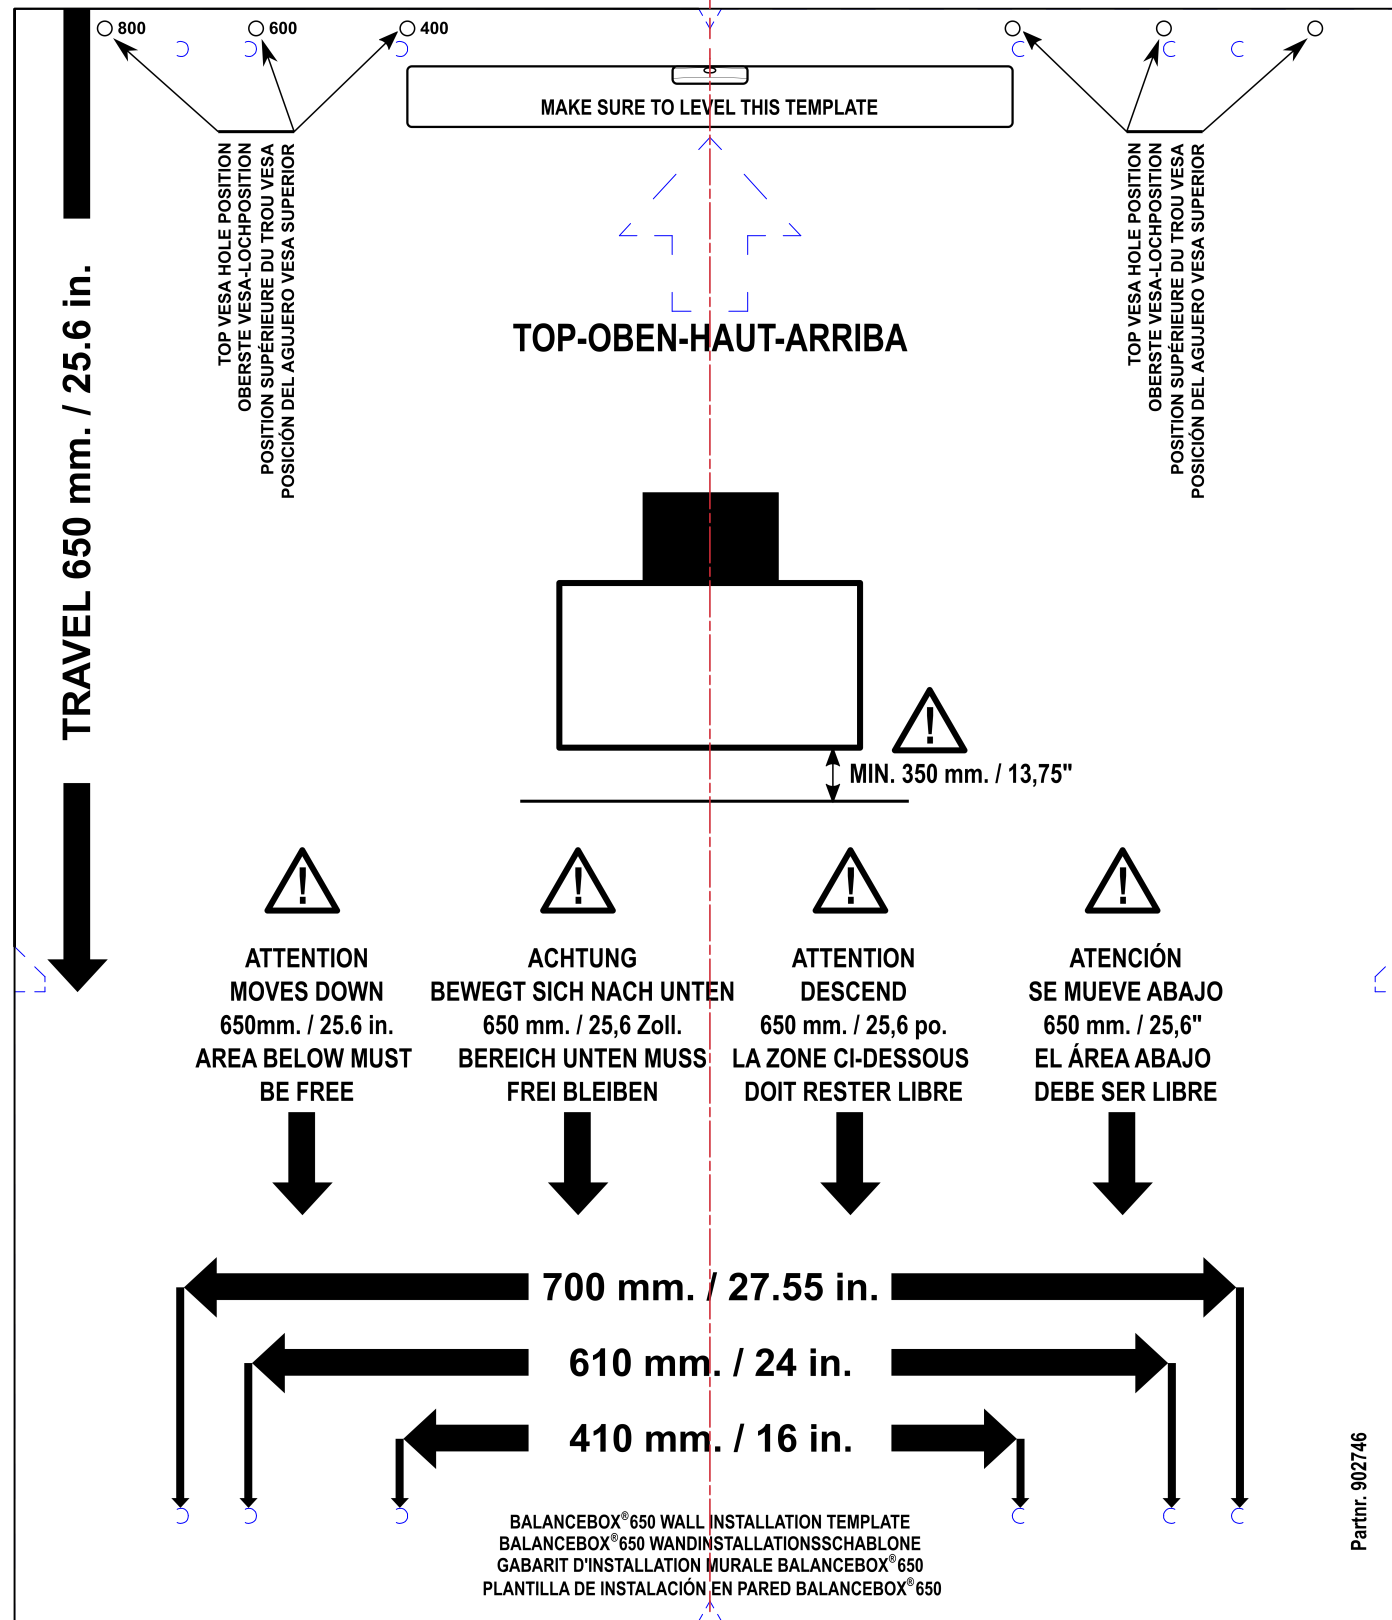 800
600
400
MAKE SURE TO LEVEL THIS TEMPLATE
TOP VESA HOLE POSITION
OBERSTE VESA-LOCHPOSITION
POSITION SUPÉRIEURE DU TROU VESA
POSICIÓN DEL AGUJERO VESA SUPERIOR
TOP VESA HOLE POSITION
OBERSTE VESA-LOCHPOSITION
POSITION SUPÉRIEURE DU TROU VESA
POSICIÓN DEL AGUJERO VESA SUPERIOR
TRAVEL 650 mm. / 25.6 in.
TOP-OBEN-HAUT-ARRIBA
!
MIN. 350 mm. / 13,75"
!
ATTENTION
MOVES DOWN
650mm. / 25.6 in.
AREA BELOW MUST
BE FREE
!
ACHTUNG
BEWEGT SICH NACH UNTEN
650 mm. / 25,6 Zoll.
BEREICH UNTEN MUSS
FREI BLEIBEN
!
ATTENTION
DESCEND
650 mm. / 25,6 po.
LA ZONE CI-DESSOUS
DOIT RESTER LIBRE
!
ATENCIÓN
SE MUEVE ABAJO
650 mm. / 25,6"
EL ÁREA ABAJO
DEBE SER LIBRE
700 mm. / 27.55 in.
610 mm. / 24 in.
410 mm. / 16 in.
BALANCEBOX®650 WALL INSTALLATION TEMPLATE
BALANCEBOX®650 WANDINSTALLATIONSSCHABLONE
GABARIT D'INSTALLATION MURALE BALANCEBOX®650
PLANTILLA DE INSTALACIÓN EN PARED BALANCEBOX®650
Partnr. 902746